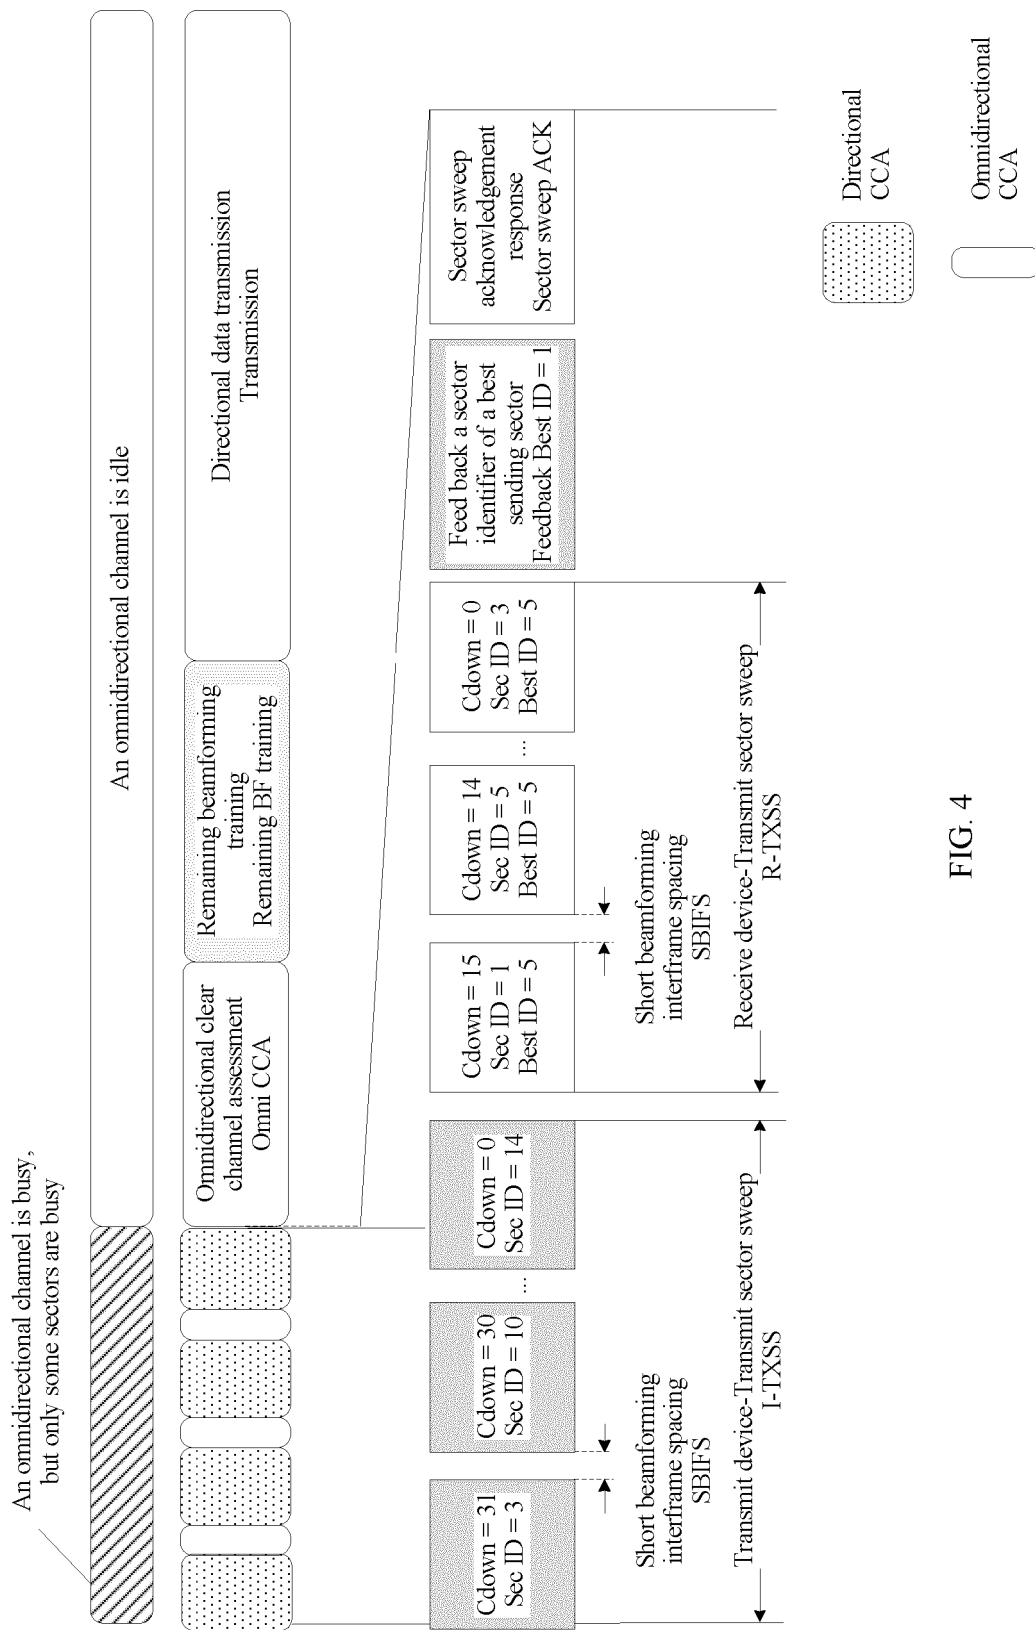 An omnidirectional channel is busy,
but only some sectors are busy
An omnidirectional channel is idle
Omnidirectional clear
channel assessment
Omni CCA
Remaining beamforming
training
Remaining BF training
Directional data transmission
Transmission
Cdown = 31
Sec ID = 3
Cdown = 30
Sec ID = 10
...
Cdown = 0
Sec ID = 14
Cdown = 15
Sec ID = 1
Best ID = 5
Cdown = 14
Sec ID = 5
Best ID = 5
...
Cdown = 0
Sec ID = 3
Best ID = 5
Feed back a sector
identifier of a best
sending sector
Feedback Best ID = 1
Sector sweep
acknowledgement
response
Sector sweep ACK
Short beamforming
interframe spacing
SBIFS
Short beamforming
interframe spacing
SBIFS
Transmit device-Transmit sector sweep
I-TXSS
Receive device-Transmit sector sweep
R-TXSS
Directional
CCA
Omnidirectional
CCA
FIG. 4